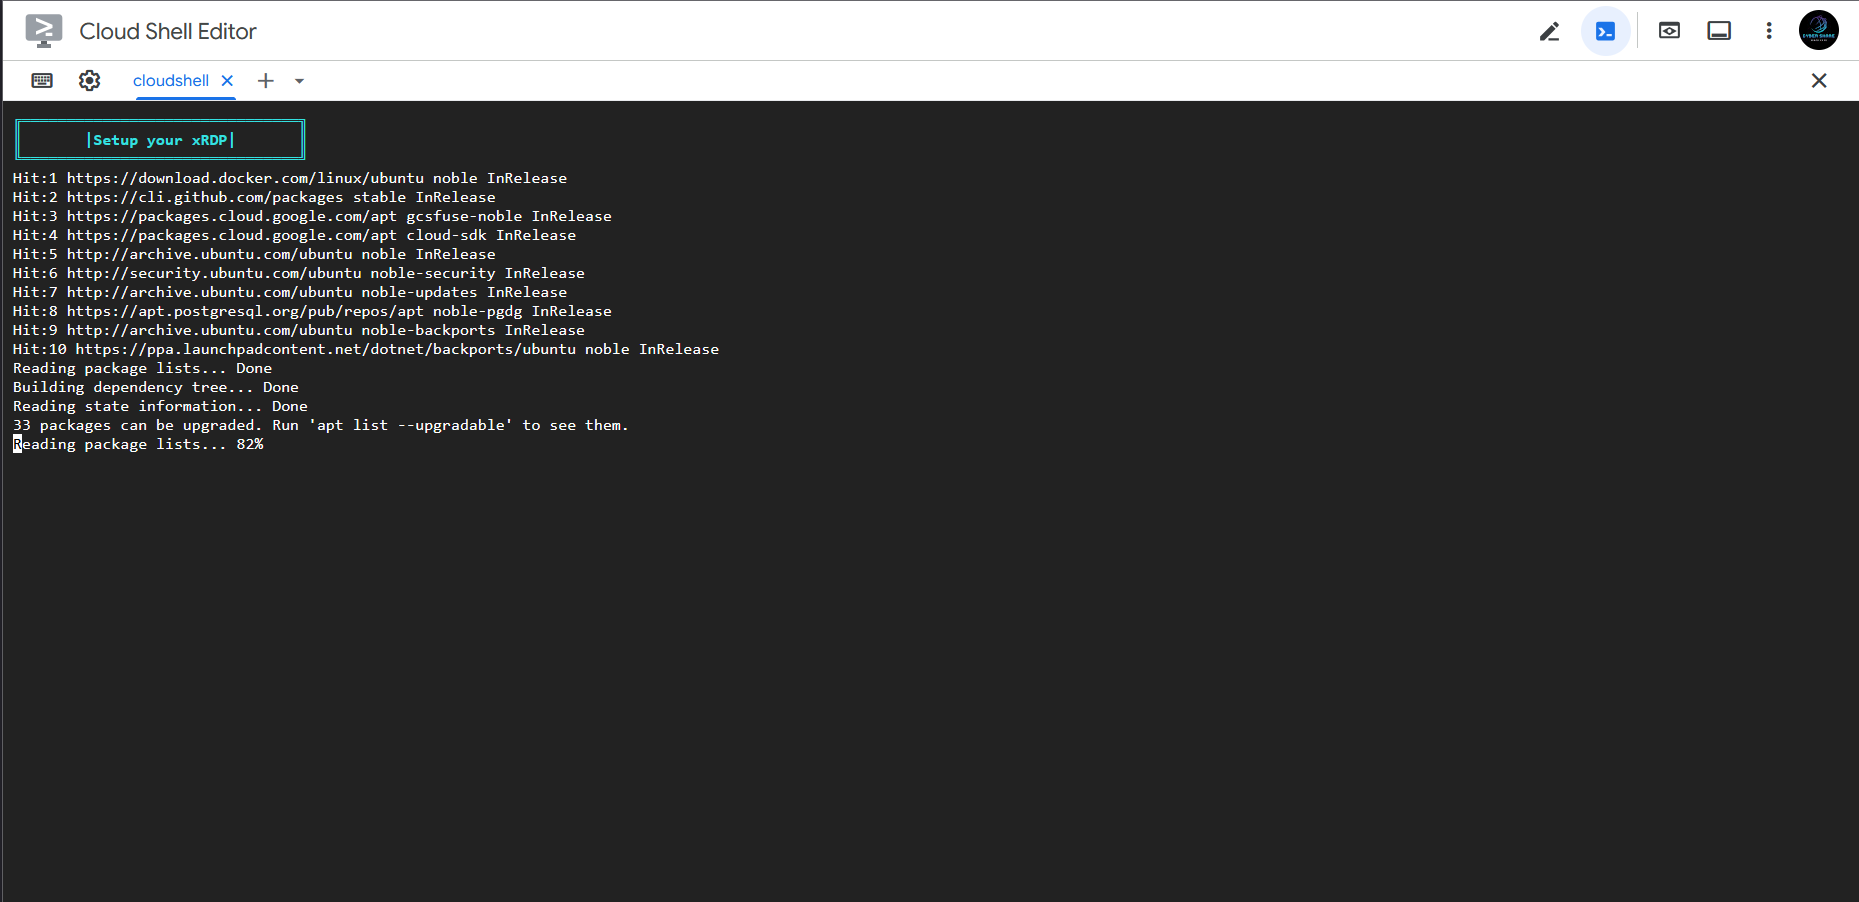 Cloud Shell Editor
cloudshell
|Setup your xRDP|
Hit:1 https://download.docker.com/linux/ubuntu noble InRelease
Hit:2 https://cli.github.com/packages stable InRelease
Hit:3 https://packages.cloud.google.com/apt gcsfuse-noble InRelease
Hit:4 https://packages.cloud.google.com/apt cloud-sdk InRelease
Hit:5 http://archive.ubuntu.com/ubuntu noble InRelease
Hit:6 http://security.ubuntu.com/ubuntu noble-security InRelease
Hit:7 http://archive.ubuntu.com/ubuntu noble-updates InRelease
Hit:8 https://apt.postgresql.org/pub/repos/apt noble-pgdg InRelease
Hit:9 http://archive.ubuntu.com/ubuntu noble-backports InRelease
Hit:10 https://ppa.launchpadcontent.net/dotnet/backports/ubuntu noble InRelease
Reading package lists... Done
Building dependency tree... Done
Reading state information... Done
33 packages can be upgraded. Run 'apt list --upgradable' to see them.
Reading package lists... 82%